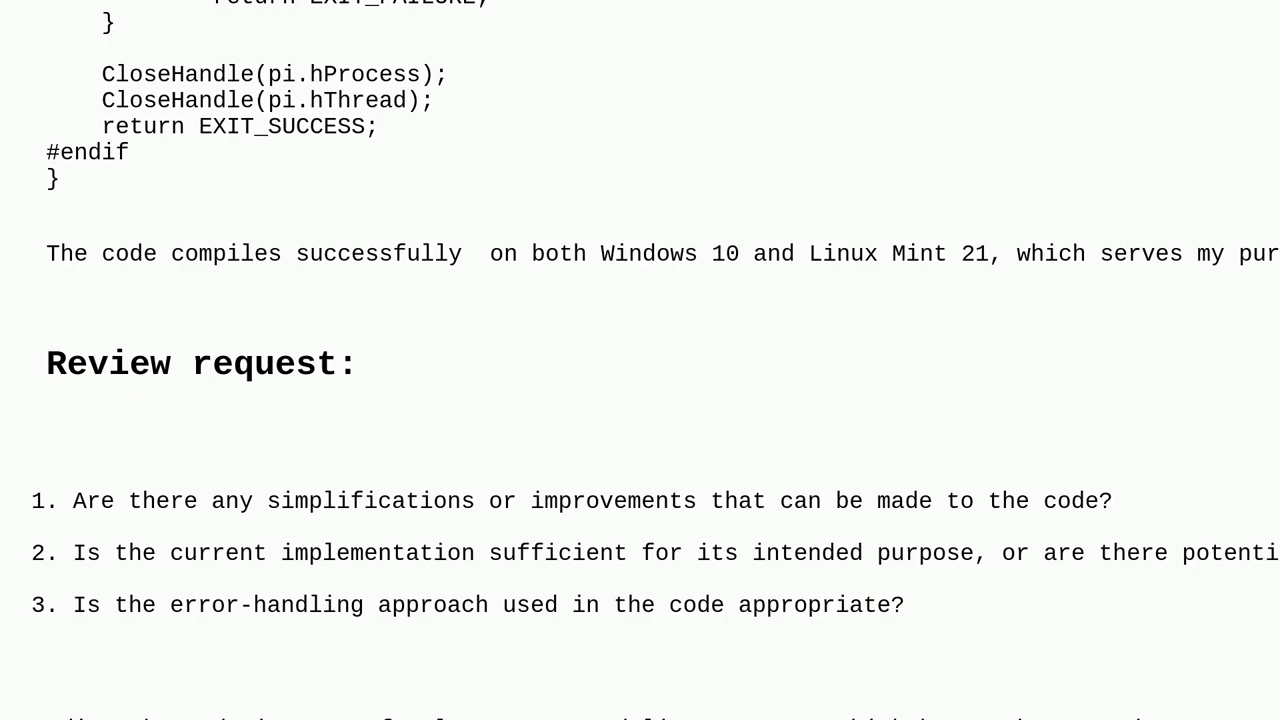 return EXIT_FAILURE;
}
CloseHandle(pi.hProcess);
CloseHandle(pi.hThread);
return EXIT_SUCCESS;
#endif
}
The code compiles successfully  on both Windows 10 and Linux Mint 21, which serves my pur
Review request:
1. Are there any simplifications or improvements that can be made to the code?
2. Is the current implementation sufficient for its intended purpose, or are there potenti
3. Is the error-handling approach used in the code appropriate?